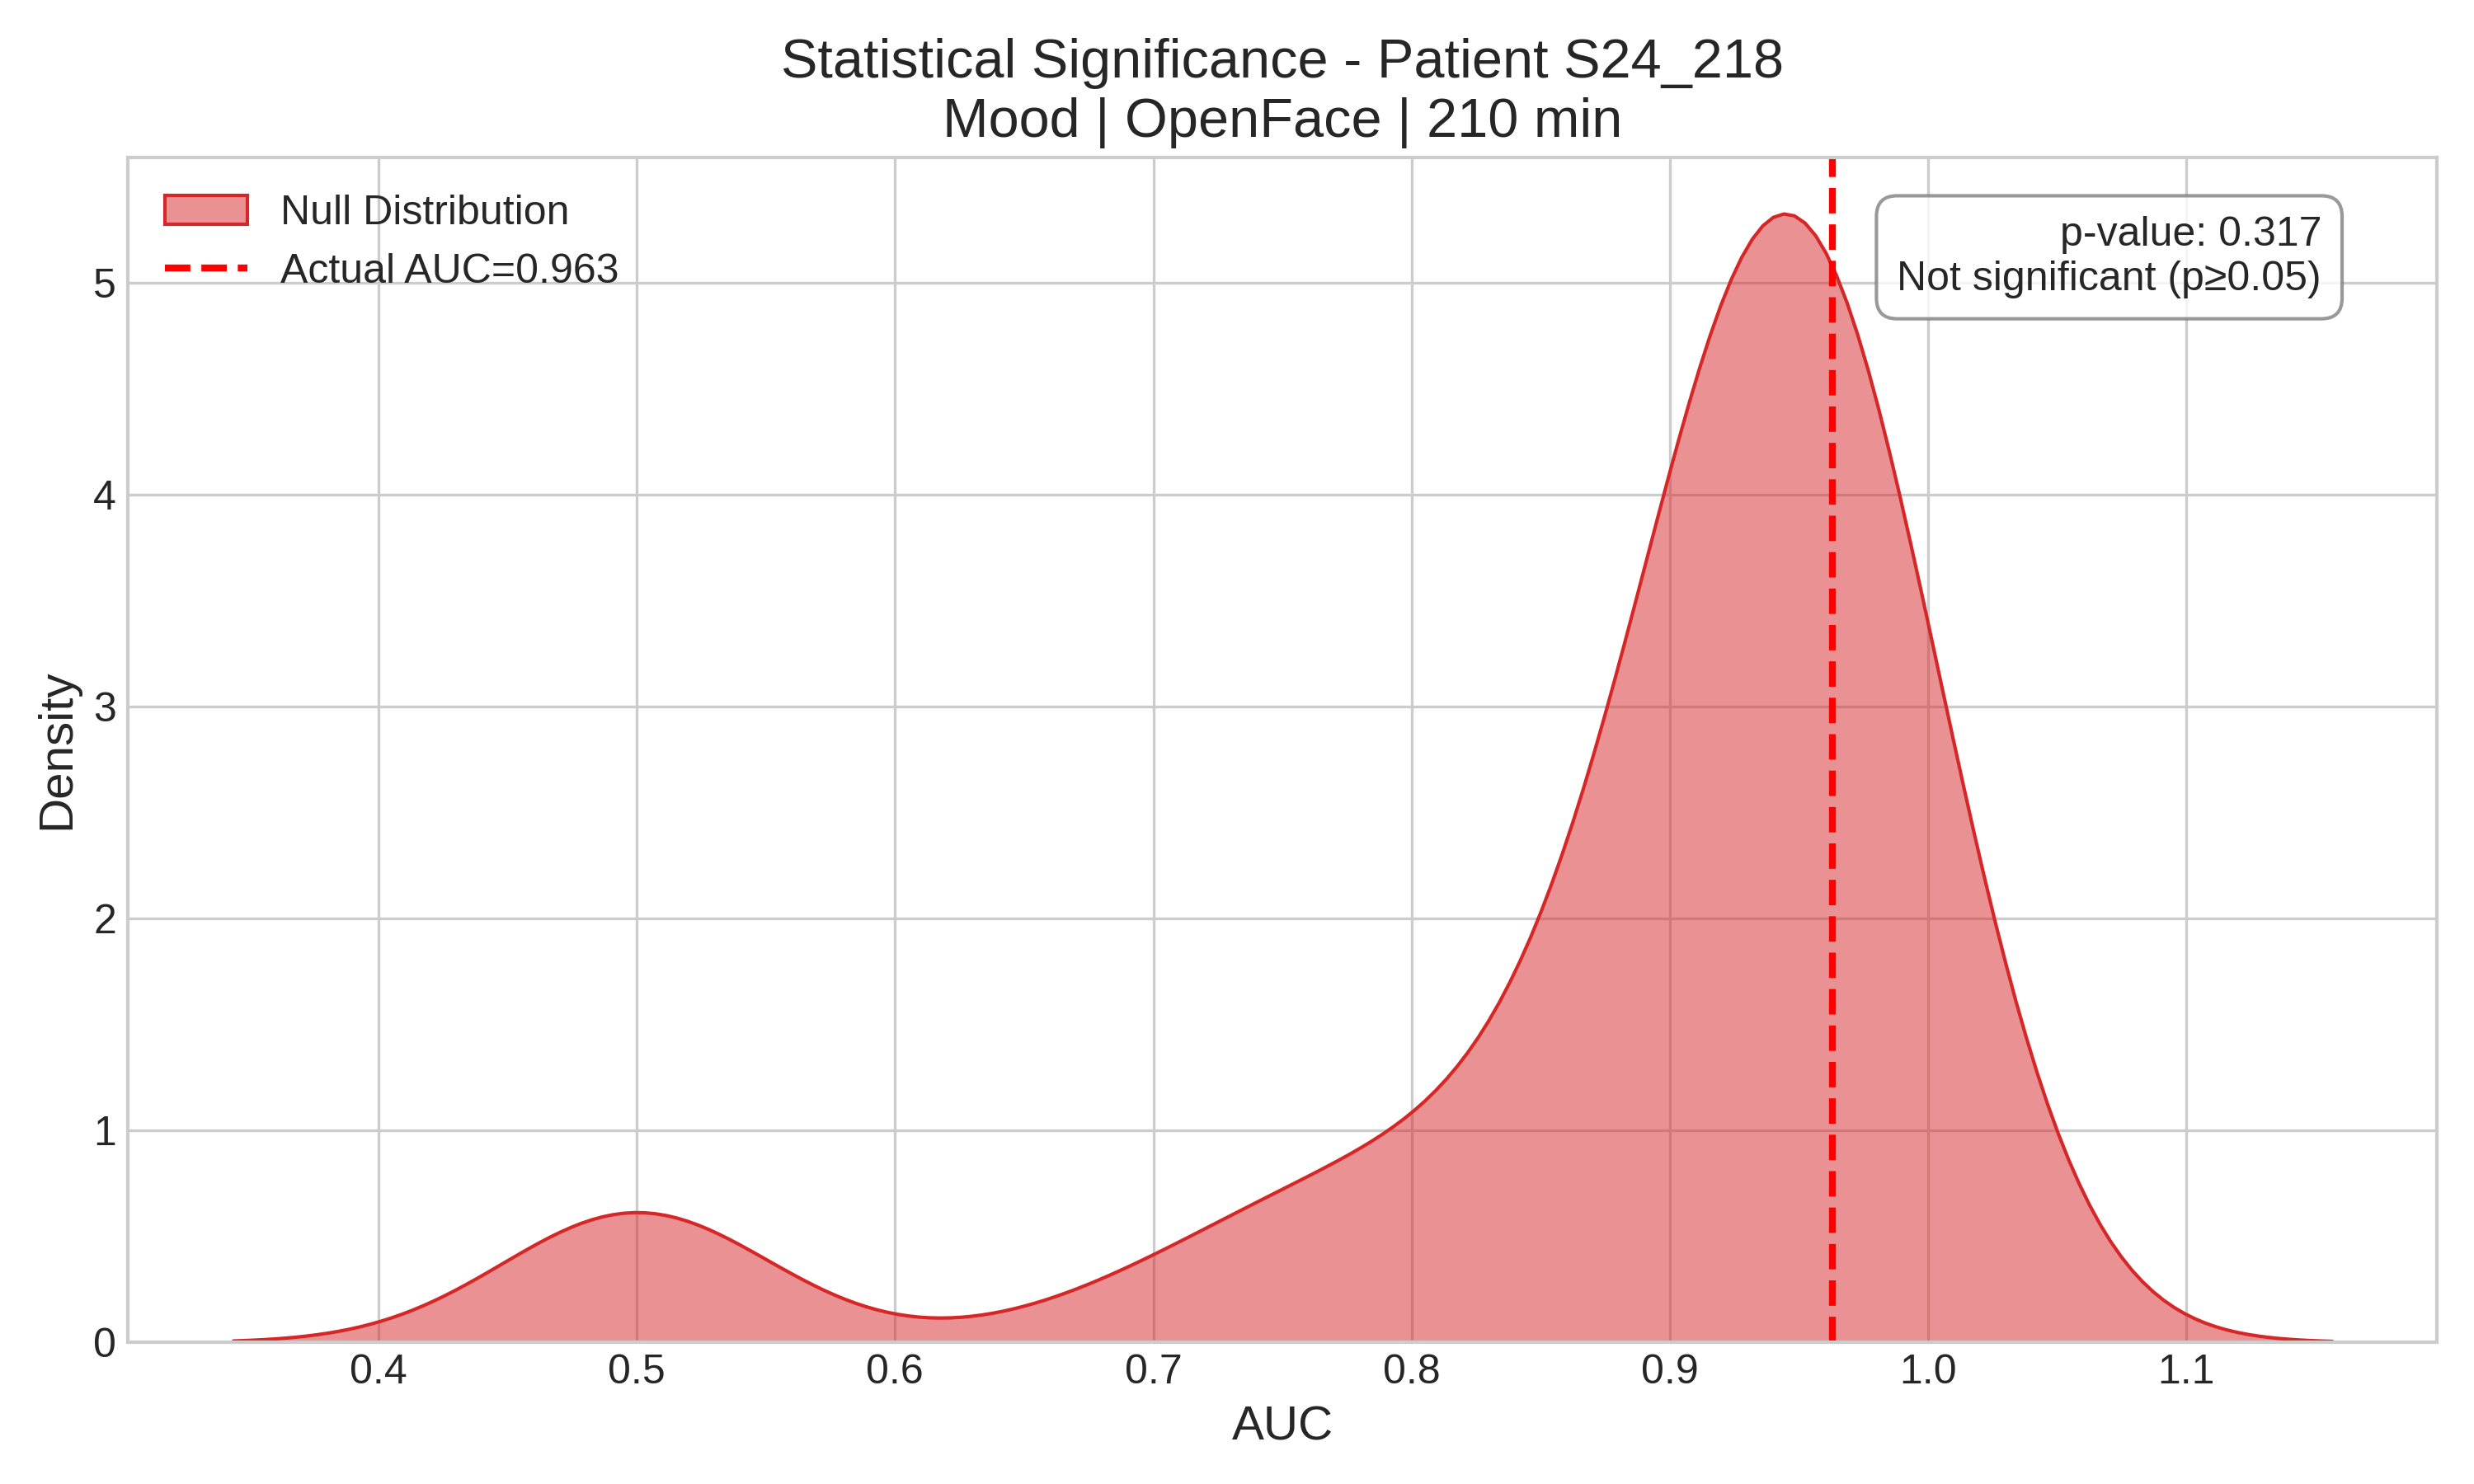 Statistical Significance - Patient S24_218
Mood | OpenFace | 210 min
Null Distribution
Actual AUC=0.963
p-value: 0.317
Not significant (p≥0.05)
Density
5
4
3
2
1
0
0.4
0.5
0.6
0.7
0.8
0.9
1.0
1.1
AUC